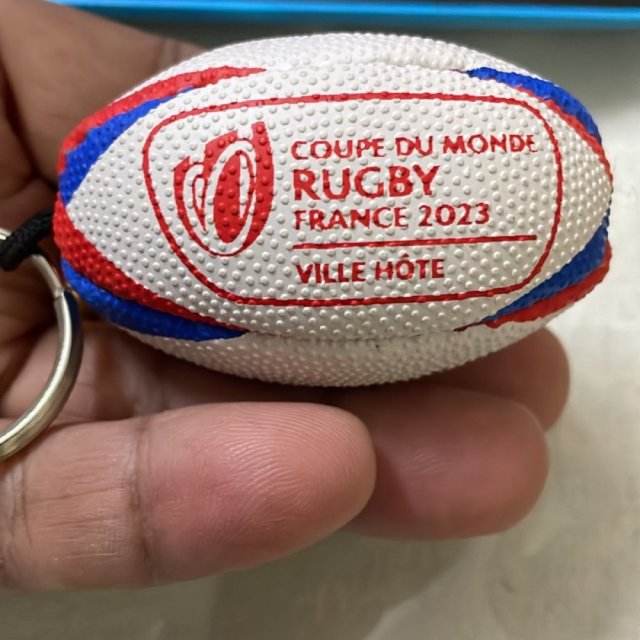 COUPE DU MONDE
RUGBY
FRANCE 2023
VILLE HÔTE